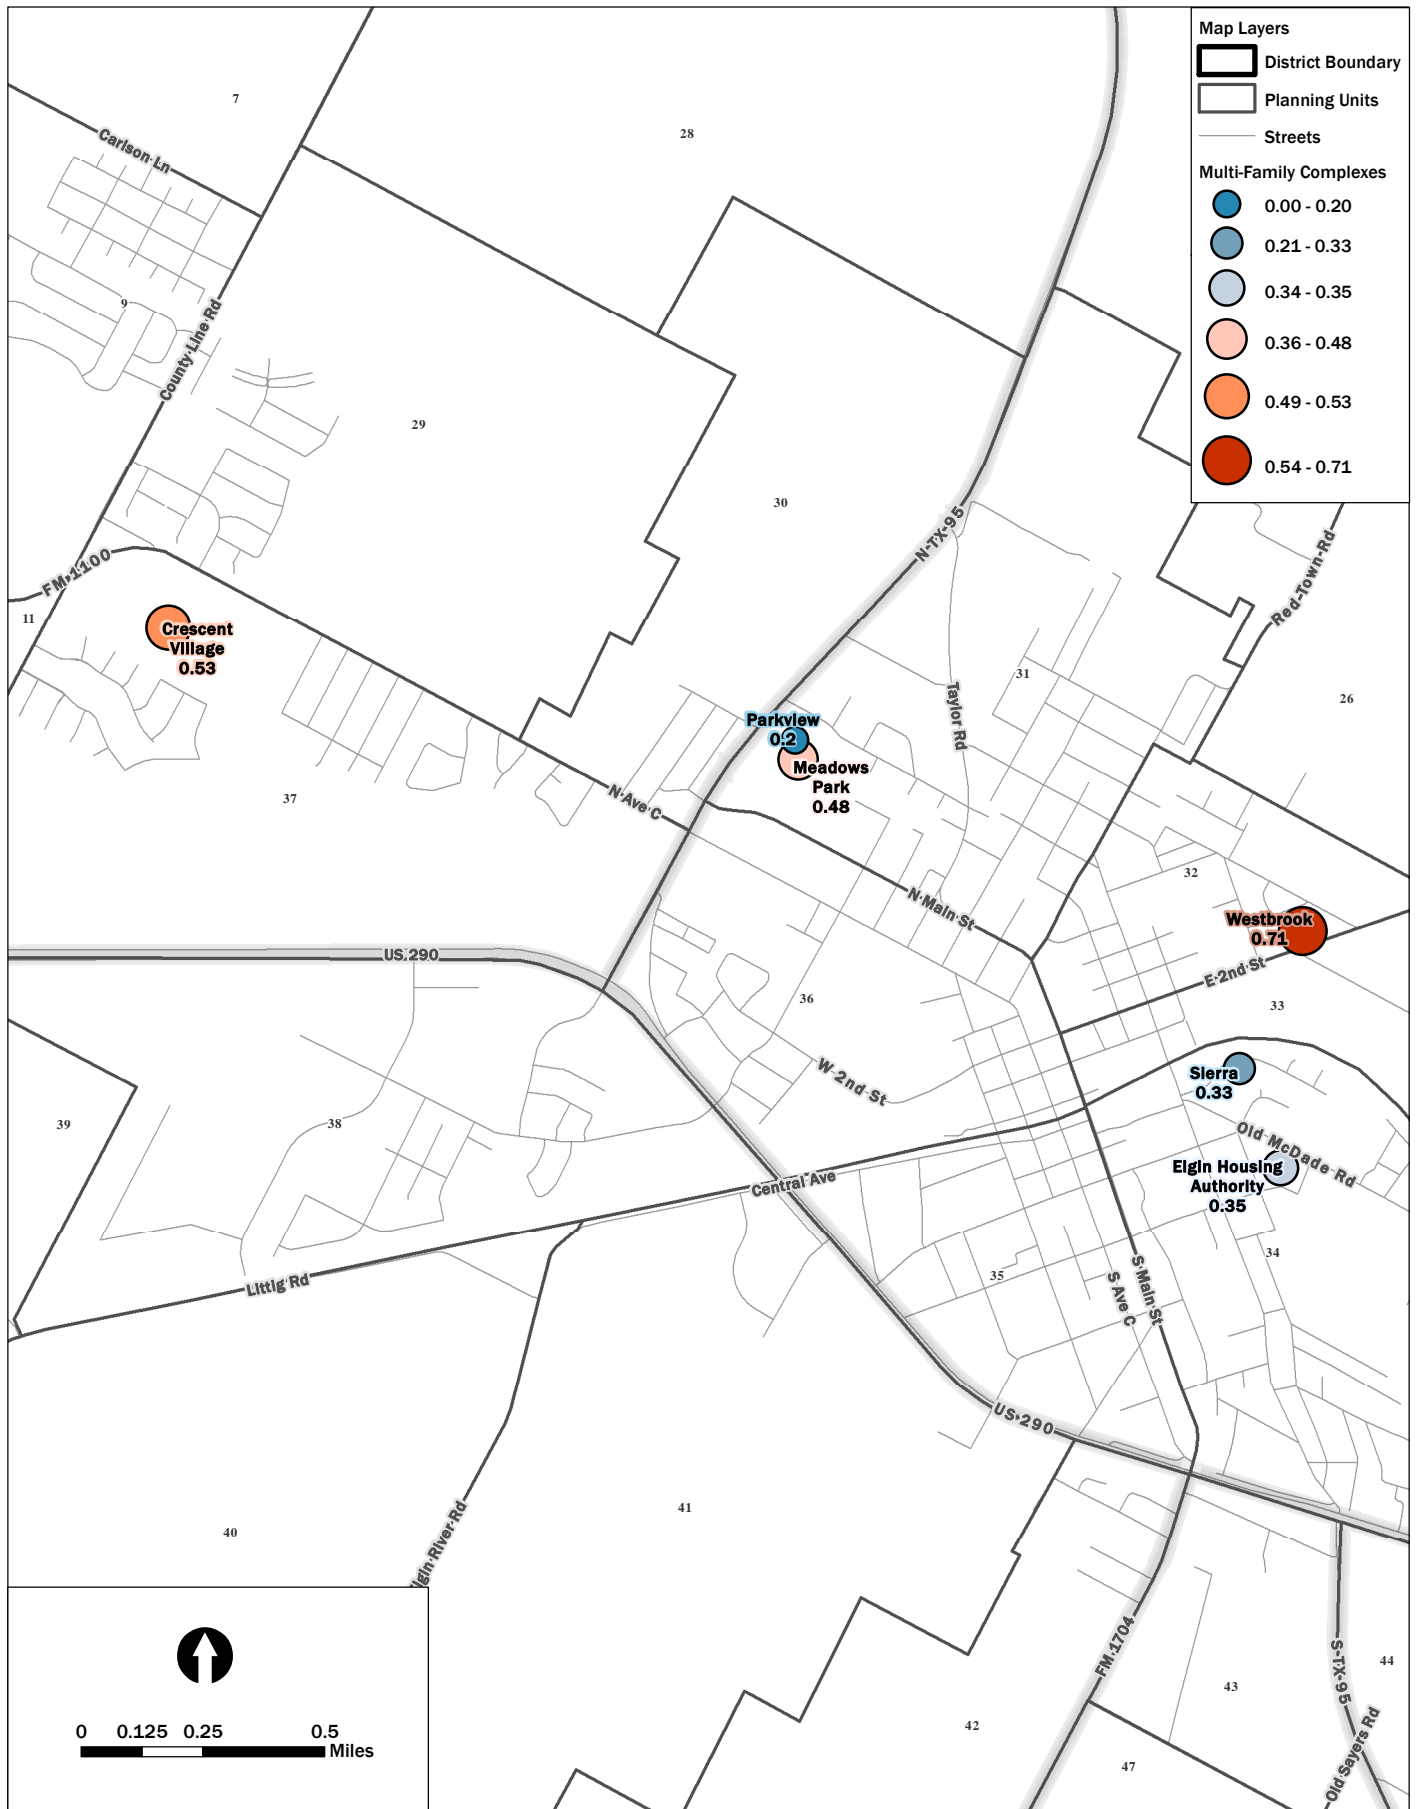 Map Layers
District Boundary
Planning Units
Streets
Multi-Family Complexes
0.00 - 0.20
0.21 - 0.33
0.34 - 0.35
0.36 - 0.48
0.49 - 0.53
0.54 - 0.71
7
28
Carlson Ln
9
County Line Rd
29
30
N TX-95
FM 1100
11
Crescent
Village
0.53
Red Town Rd
31
26
Taylor Rd
Parkview
0.2
Meadows
Park
0.48
37
N Ave C
32
N Main St
Westbrook
0.71
US 290
E 2nd St
36
33
W 2nd St
Sierra
0.33
39
38
Old McDade Rd
Elgin Housing
Authority
0.35
Central Ave
34
35
Littig Rd
S Main St
S Ave C
US 290
41
40
lgin River Rd
FM 1704
S TX-95
44
43
42
Old Sayers Rd
47
0 0.125 0.25 0.5
Miles